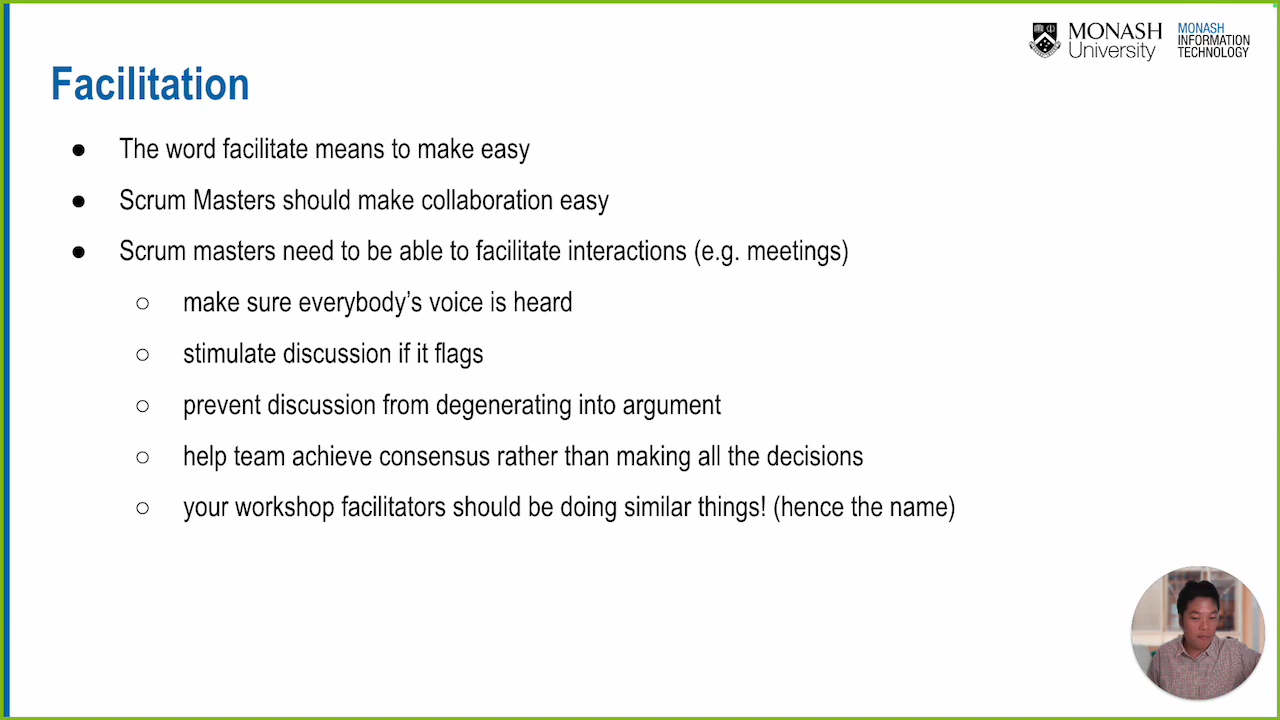 MONASH University
MONASH INFORMATION TECHNOLOGY
Facilitation
● The word facilitate means to make easy
● Scrum Masters should make collaboration easy
● Scrum masters need to be able to facilitate interactions (e.g. meetings)
○ make sure everybody’s voice is heard
○ stimulate discussion if it flags
○ prevent discussion from degenerating into argument
○ help team achieve consensus rather than making all the decisions
○ your workshop facilitators should be doing similar things! (hence the name)